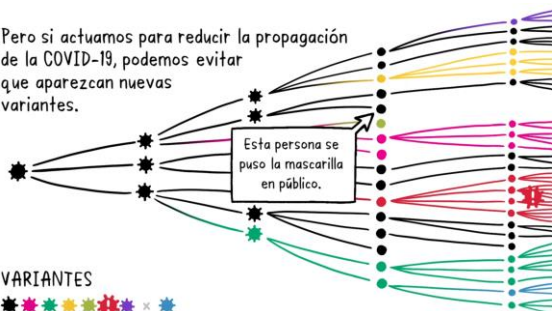 Pero si actuamos para reducir la propagación
de la COVID-19, podemos evitar
que aparezcan nuevas
variantes.
Esta persona se
puso la mascarilla
en público.
VARIANTES